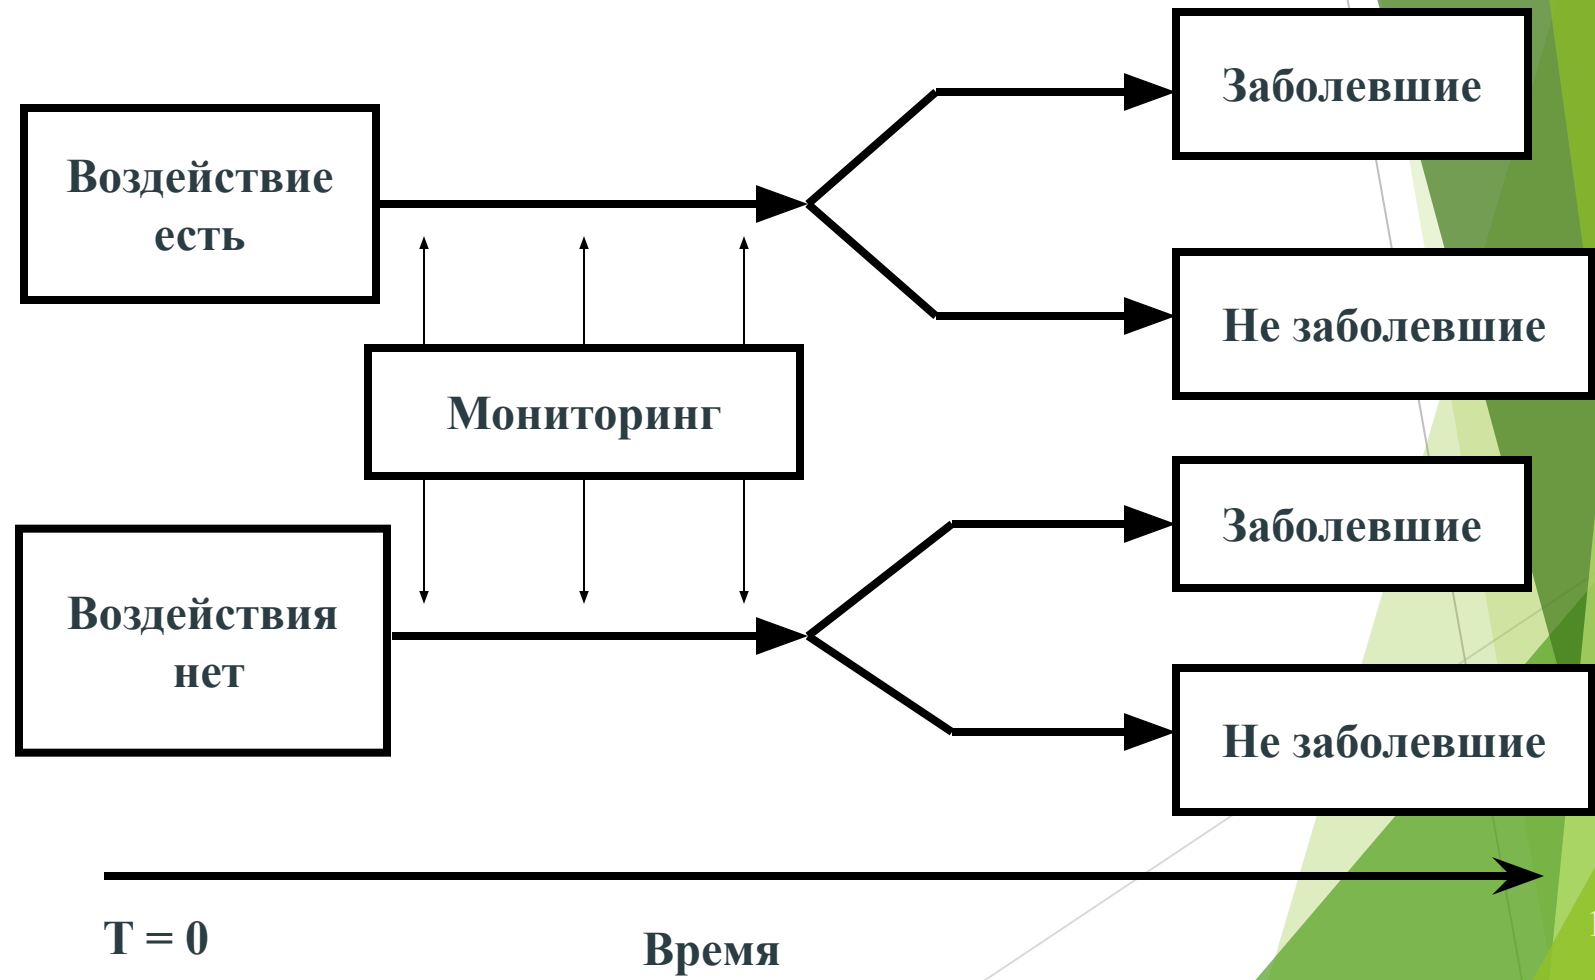 Заболевшие
Воздействие
есть
Не заболевшие
Мониторинг
Заболевшие
Воздействия
нет
Не заболевшие
T = 0
Время